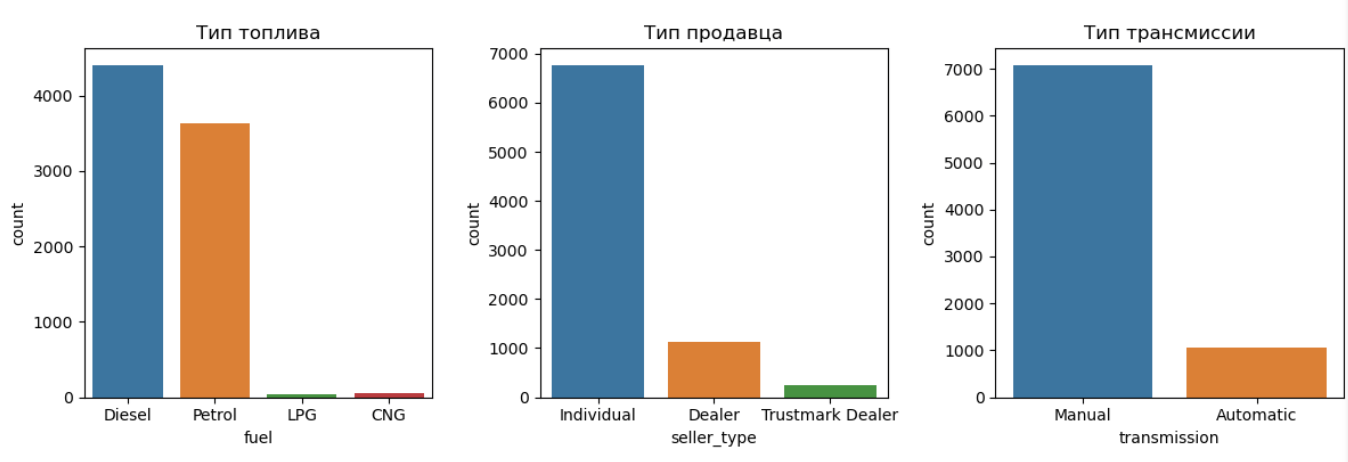 Тип топлива
4000
3000
2000
1000
0
count
Diesel Petrol LPG CNG
fuel
Тип продавца
7000
6000
5000
4000
3000
2000
1000
0
count
Individual Dealer Trustmark Dealer
seller_type
Тип трансмиссии
7000
6000
5000
4000
3000
2000
1000
0
count
Manual Automatic
transmission